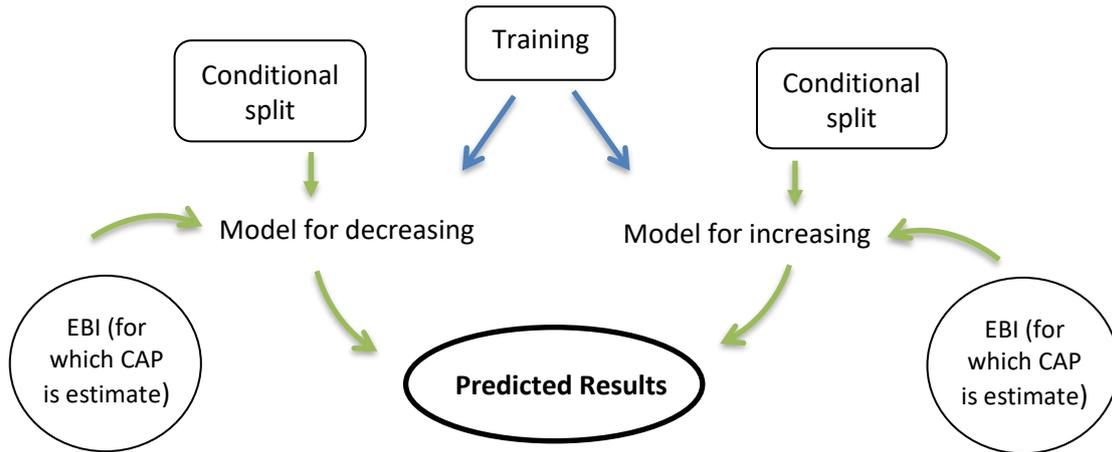 Training
Conditional
split
Conditional
split
Model for decreasing
Model for increasing
EBI (for
which CAP
is estimate)
EBI (for
which CAP
is estimate)
Predicted Results